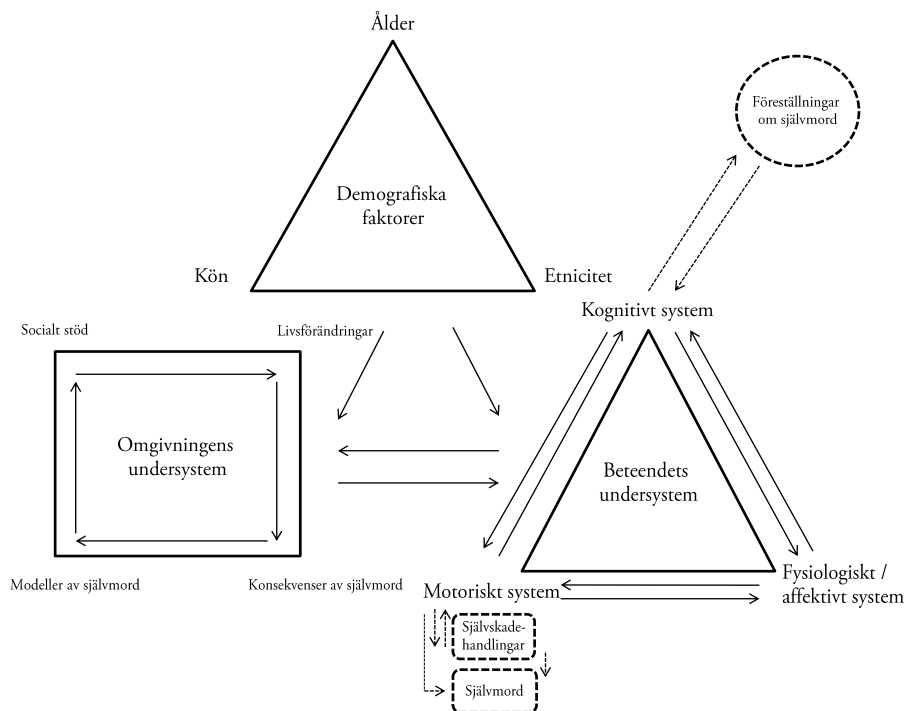 Ålder
Föreställningar
om självmord
Demografiska
faktorer
Kön
Etnicitet
Kognitivt system
Socialt stöd
Livsförändringar
Omgivningens
undersystem
Beteendets
undersystem
Modeller av självmord
Konsekvenser av självmord
Motoriskt system
Fysiologiskt /
affektivt system
Självskade-
handlingar
Självmord